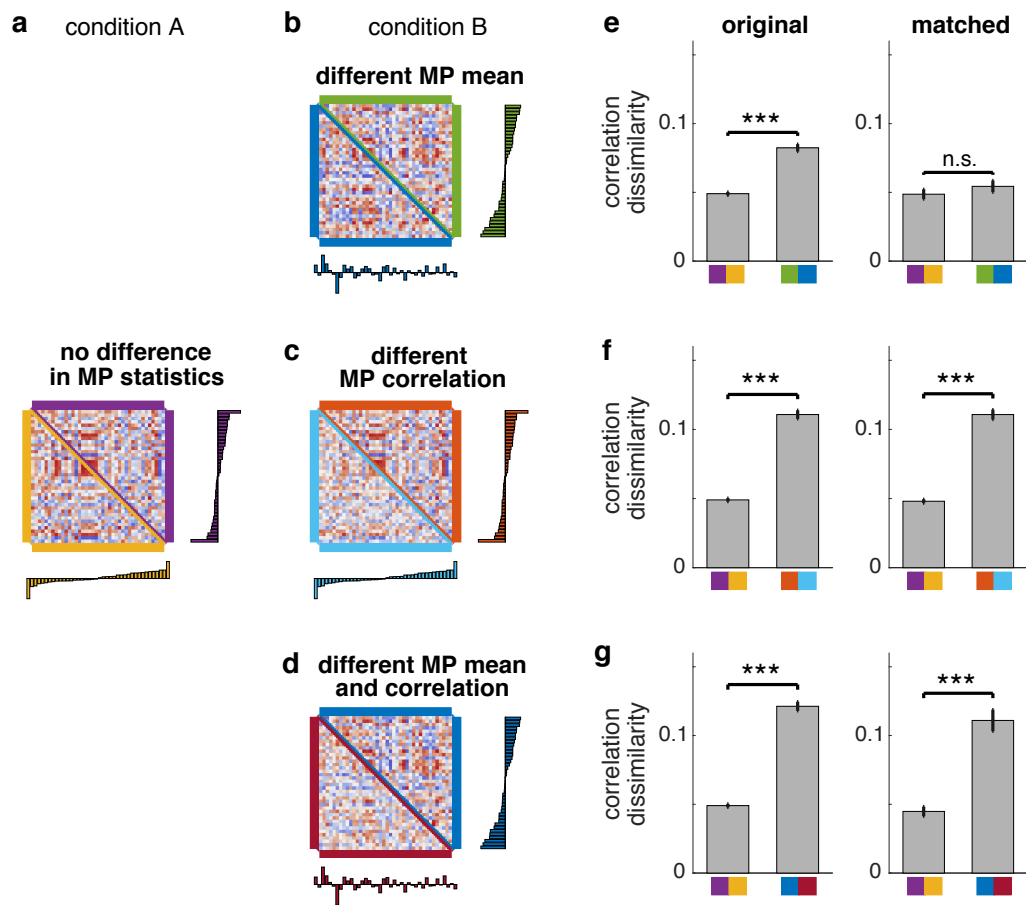 a
condition A
b
condition B
different MP mean
no difference
in MP statistics
c
different
MP correlation
d
different MP mean
and correlation
e
original
matched
correlation
dissimilarity
0.1
0
***
0.1
0
n.s.
f
correlation
dissimilarity
0.1
0
***
0.1
0
***
g
correlation
dissimilarity
0.1
0
***
0.1
0
***